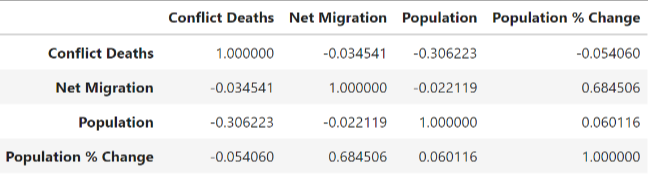 Conflict Deaths Net Migration Population Population % Change
Conflict Deaths 1.000000 -0.034541 -0.306223 -0.054060
Net Migration -0.034541 1.000000 -0.022119 0.684506
Population -0.306223 -0.022119 1.000000 0.060116
Population % Change -0.054060 0.684506 0.060116 1.000000